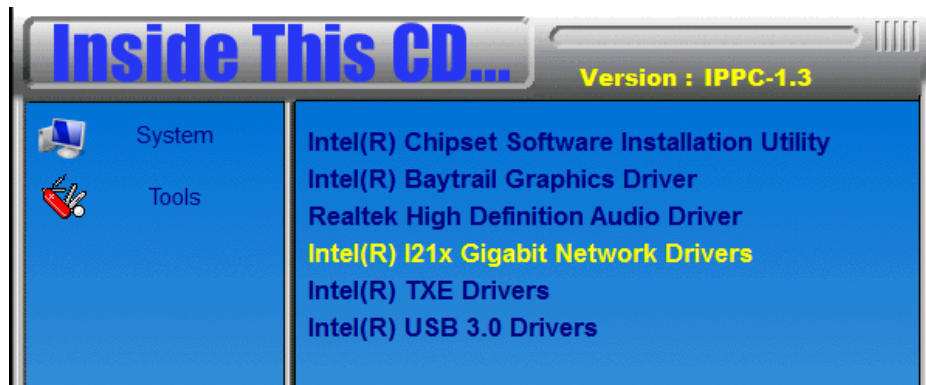 Inside This CD...
Version : IPPC-1.3
System
Tools
Intel(R) Chipset Software Installation Utility
Intel(R) Baytrail Graphics Driver
Realtek High Definition Audio Driver
Intel(R) I21x Gigabit Network Drivers
Intel(R) TXE Drivers
Intel(R) USB 3.0 Drivers